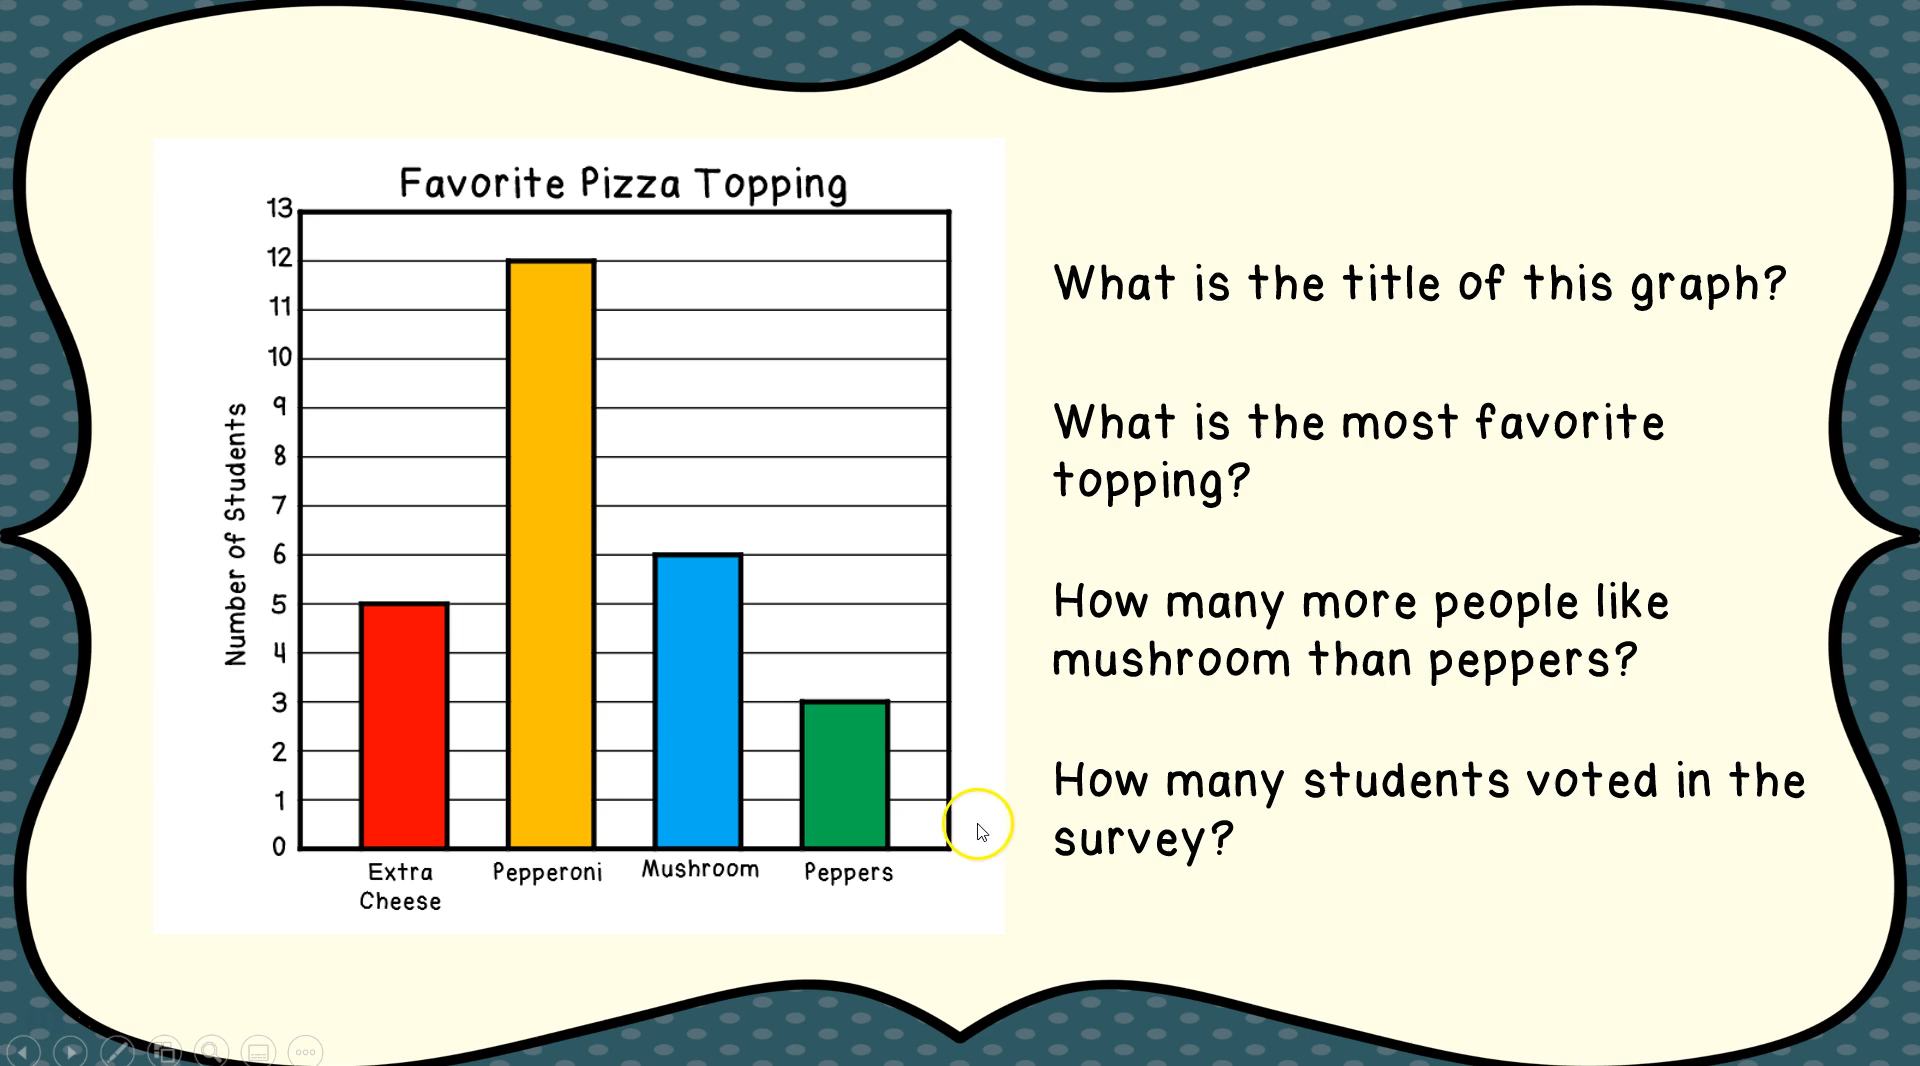 Favorite Pizza Topping
13
12
11
10
9
8
7
6
5
4
3
2
1
0
Number of Students
Extra
Cheese
Pepperoni
Mushroom
Peppers
What is the title of this graph?
What is the most favorite
topping?
How many more people like
mushroom than peppers?
How many students voted in the
survey?